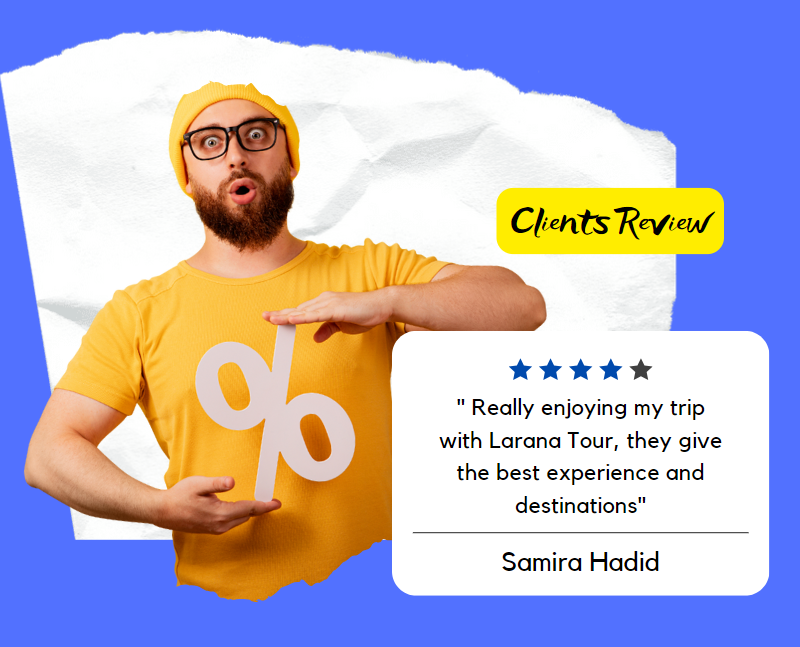 Clients Review
%
" Really enjoying my trip
with Larana Tour, they give
the best experience and
destinations"
Samira Hadid